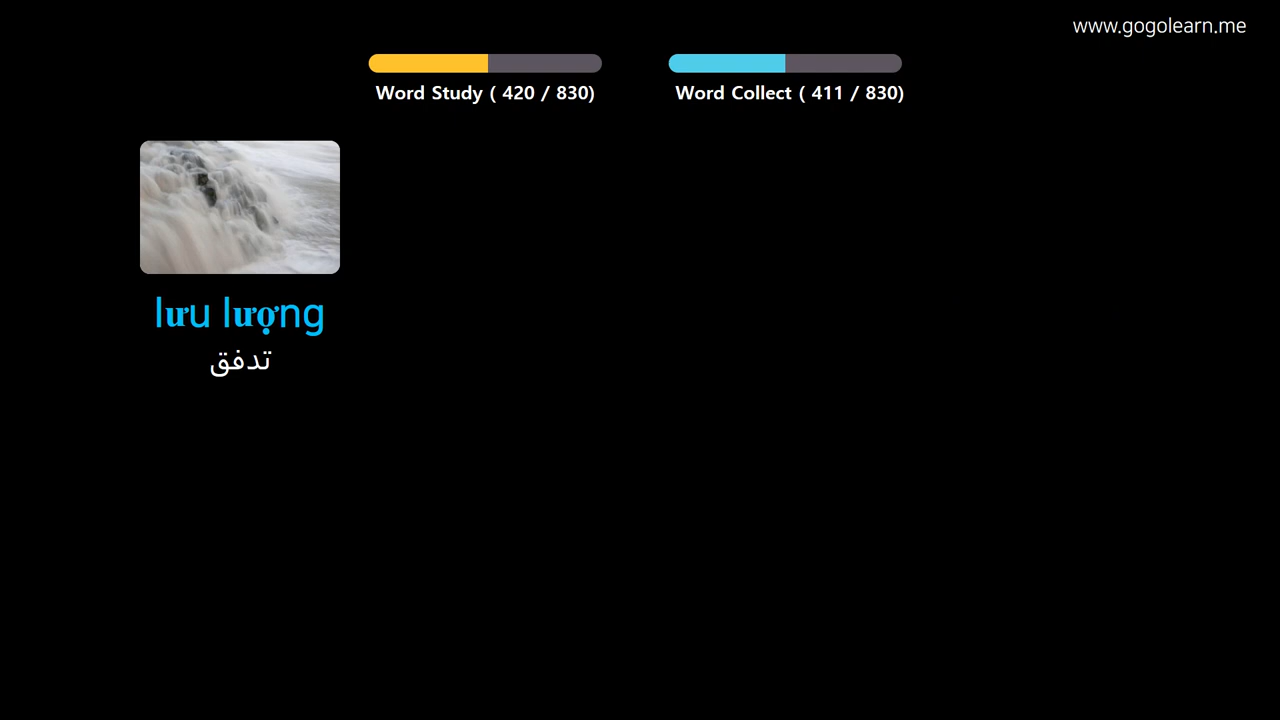 www.gogolearn.me
Word Study ( 420 / 830)
Word Collect ( 411 / 830)
lưu lượng
تدفق